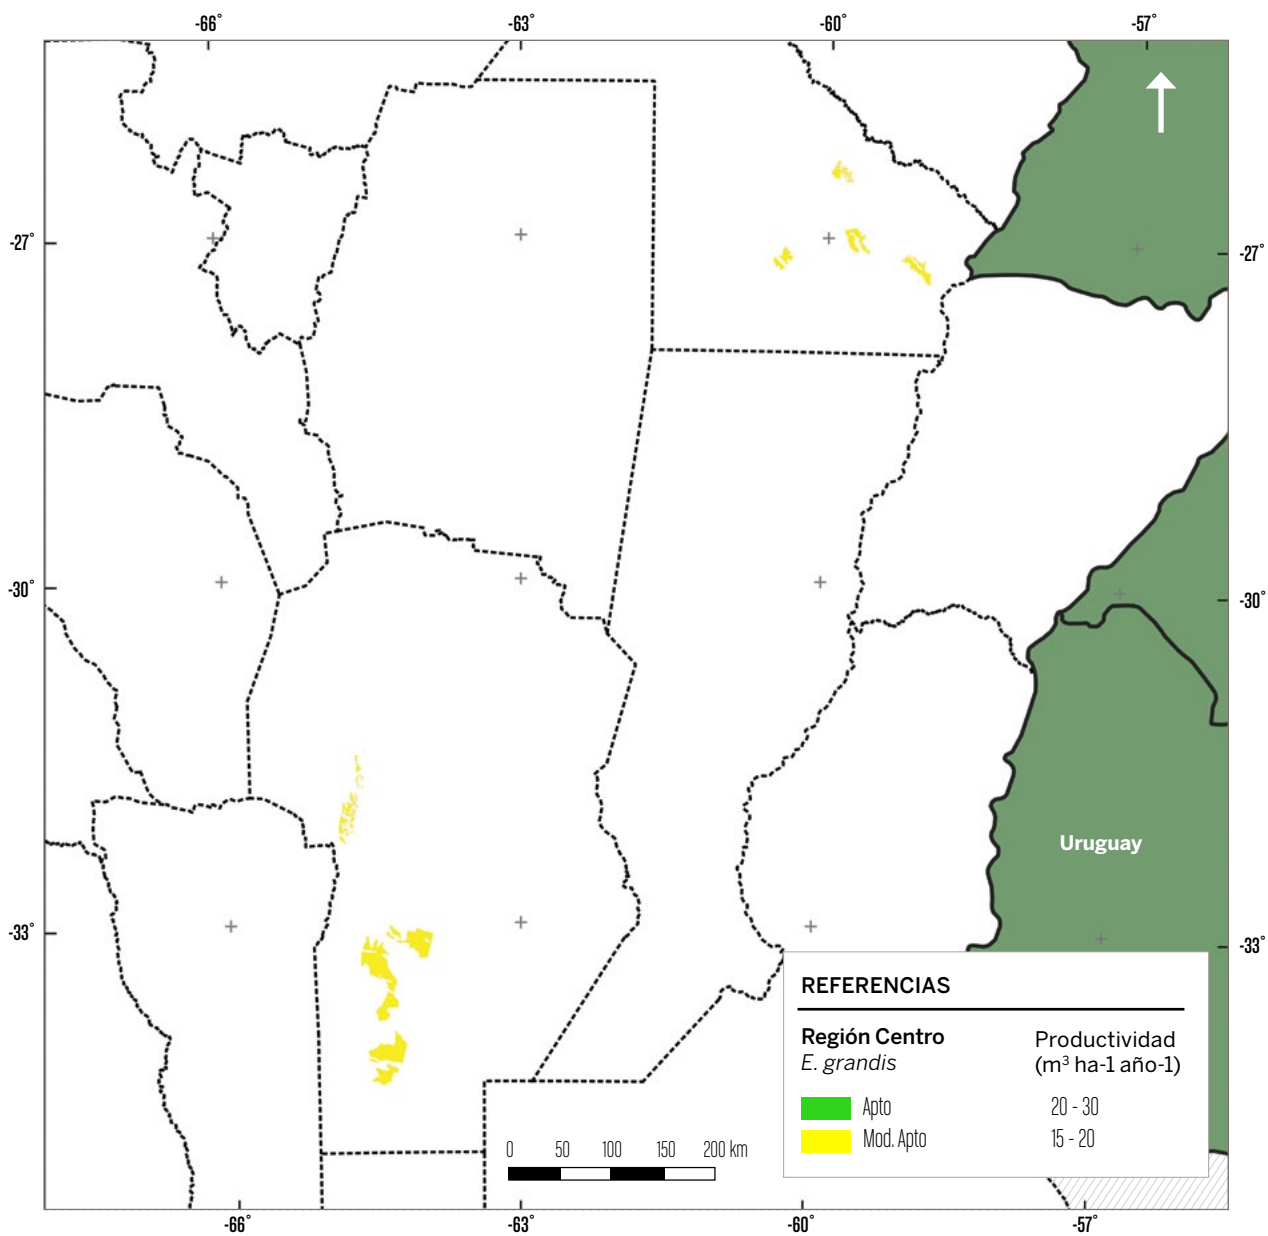 -66°
-63°
-60°
-57°
-27°
-27°
-30°
-30°
Uruguay
-33°
-33°
REFERENCIAS
Región Centro
E. grandis
Productividad
(m³ ha-1 año-1)
Apto
20 - 30
Mod. Apto
15 - 20
0 50 100 150 200 km
-66°
-63°
-60°
-57°